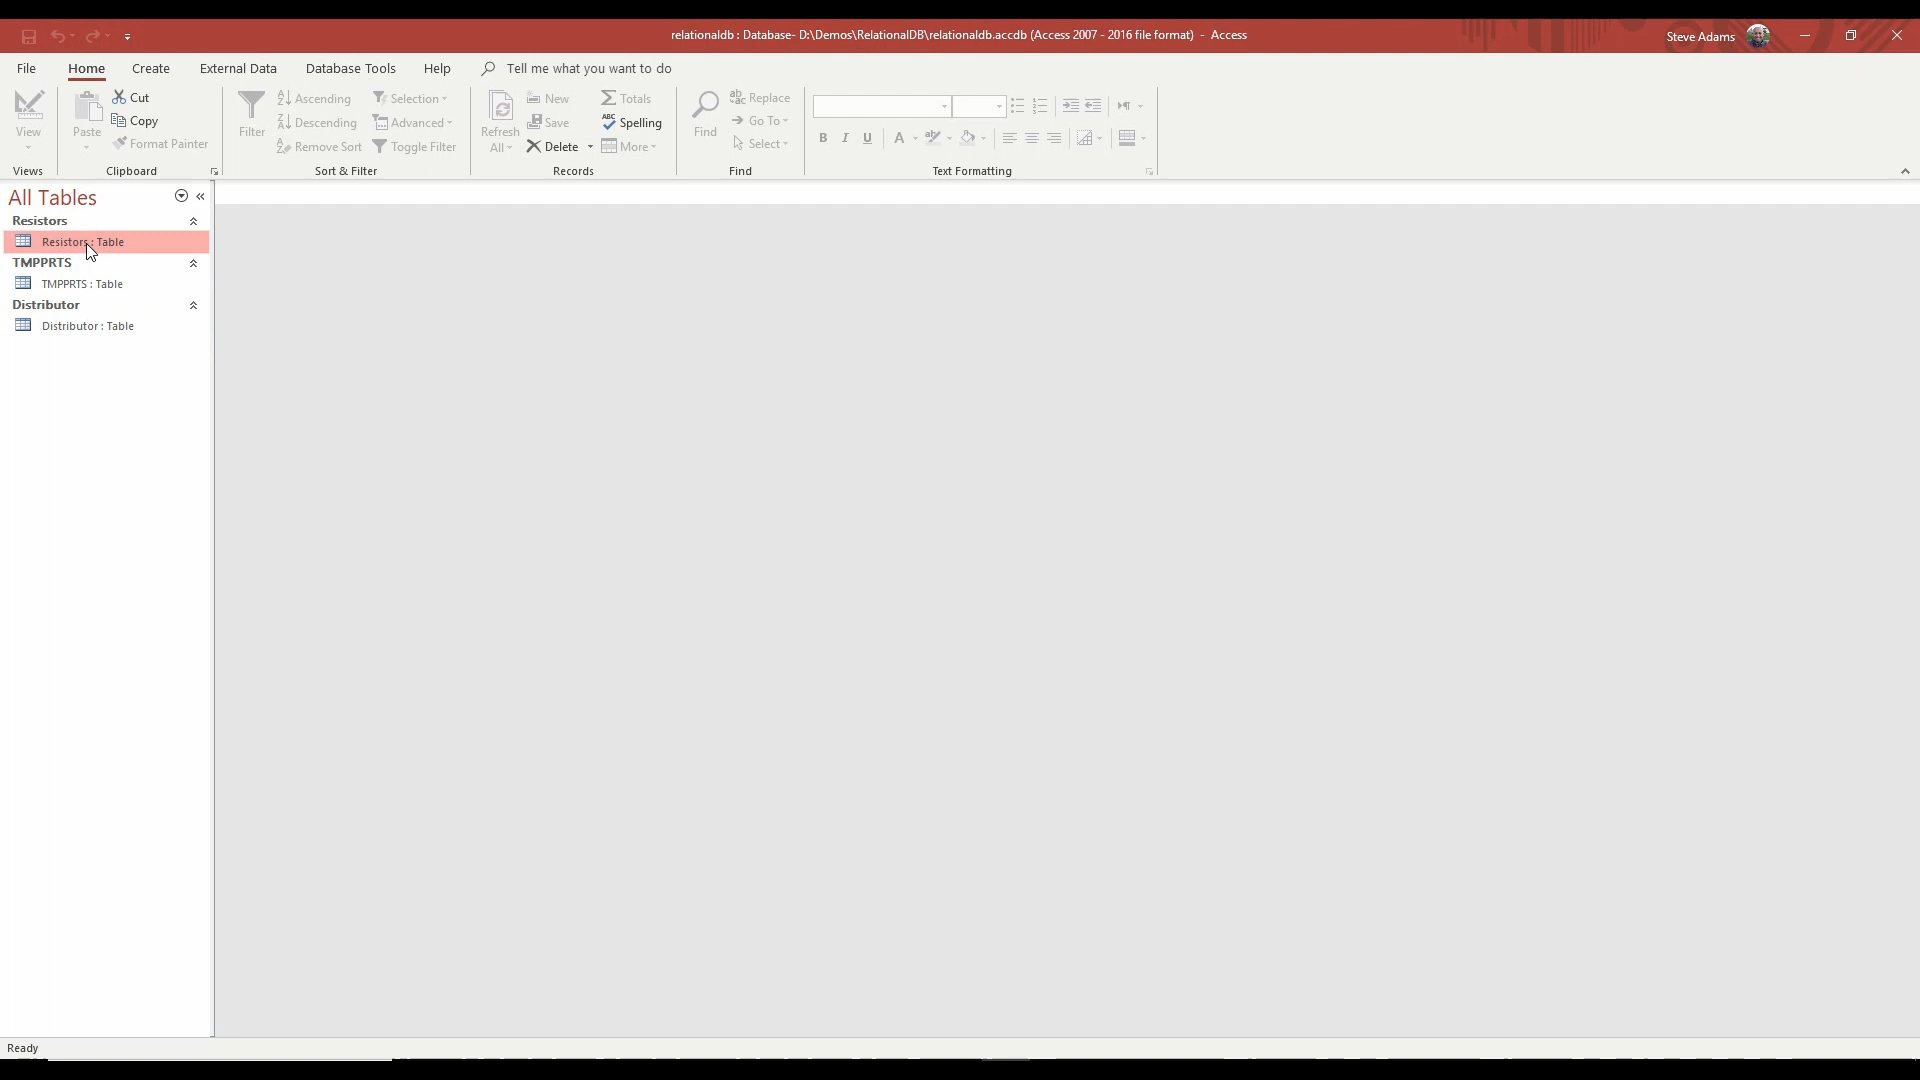 relationaldb : Database- D:\Demos\RelationalDB\relationaldb.accdb (Access 2007 - 2016 file format) - Access
Steve Adams
File Home Create External Data Database Tools Help Tell me what you want to do
View
Views
Paste
Cut
Copy
Format Painter
Clipboard
Filter
Ascending
Descending
Remove Sort
Selection
Advanced
Toggle Filter
Sort & Filter
Refresh
All
New
Save
Delete
Totals
Spelling
More
Records
Find
Replace
Go To
Select
Find
B I U A
Text Formatting
All Tables
Resistors
Resistors : Table
TMPPRTS
TMPPRTS : Table
Distributor
Distributor : Table
Ready